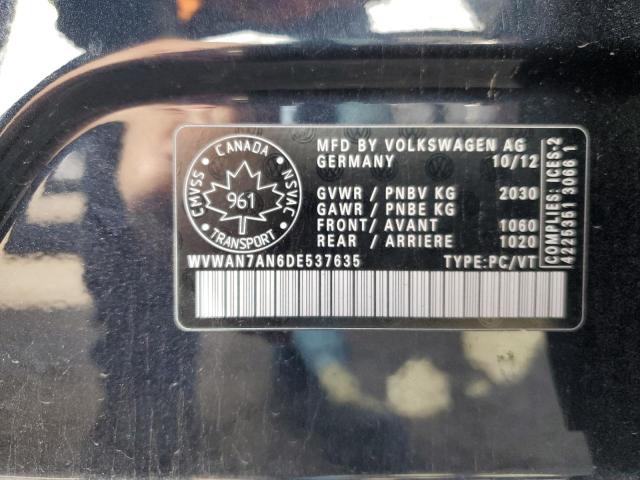 CANADA
CMVSS
NSVAC
961
TRANSPORT
MFD BY VOLKSWAGEN AG
GERMANY 10/12
GVWR / PNBV KG 2030
GAWR / PNBE KG
FRONT/ AVANT 1060
REAR / ARRIERE 1020
WVWAN7AN6DE537635 TYPE:PC/VT
COMPLIES: ICES-2
4225351 3066 1